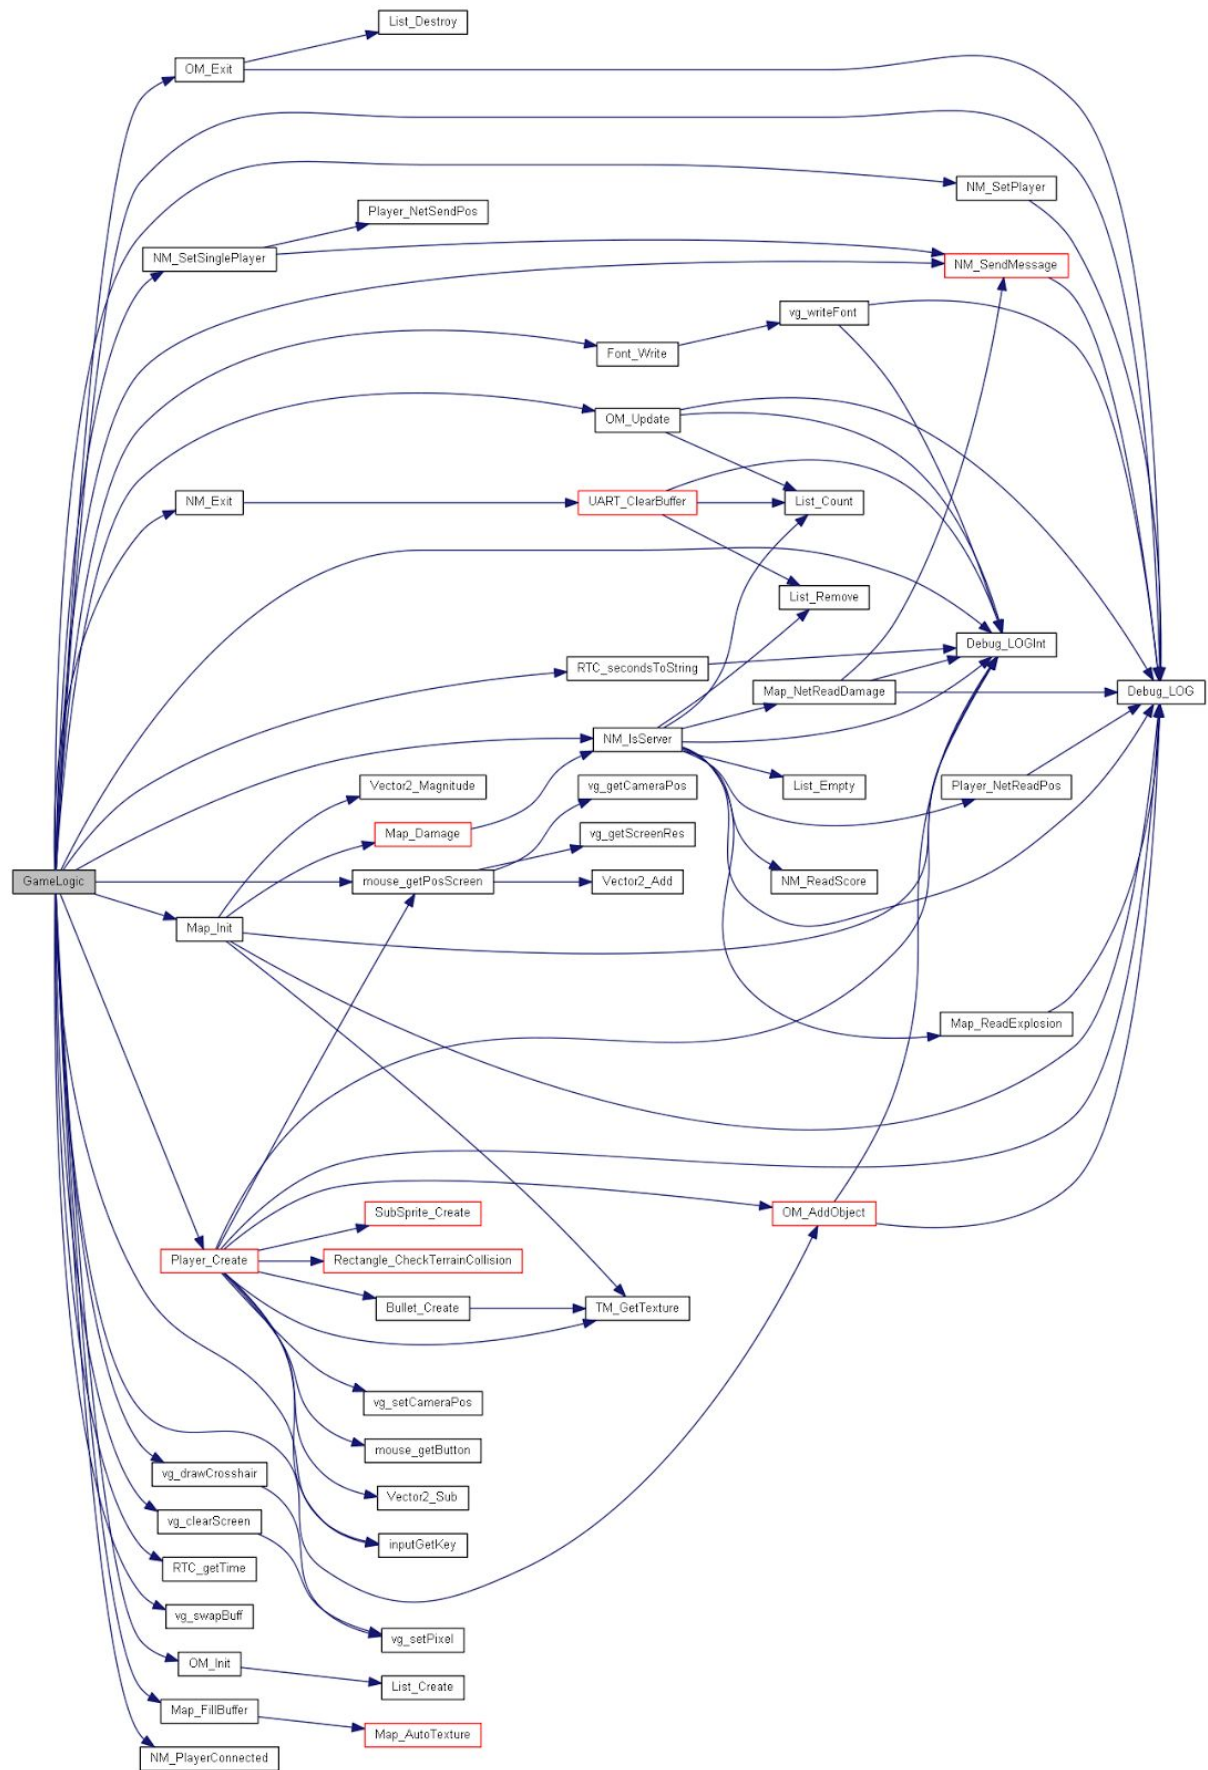 List_Destroy
OM_Exit
NM_SetPlayer
Player_NetSendPos
NM_SetSinglePlayer
NM_SendMessage
vg_writeFont
Font_Write
OM_Update
NM_Exit
UART_ClearBuffer
List_Count
List_Remove
Debug_LOGInt
RTC_secondsToString
Map_NetReadDamage
Debug_LOG
NM_IsServer
Vector2_Magnitude
vg_getCameraPos
List_Empty
Player_NetReadPos
Map_Damage
vg_getScreenRes
GameLogic
mouse_getPosScreen
Vector2_Add
NM_ReadScore
Map_Init
Map_ReadExplosion
SubSprite_Create
OM_AddObject
Player_Create
Rectangle_CheckTerrainCollision
Bullet_Create
TM_GetTexture
vg_setCameraPos
mouse_getButton
vg_drawCrosshair
Vector2_Sub
vg_clearScreen
inputGetKey
RTC_getTime
vg_swapBuff
vg_setPixel
OM_Init
List_Create
Map_FillBuffer
Map_AutoTexture
NM_PlayerConnected